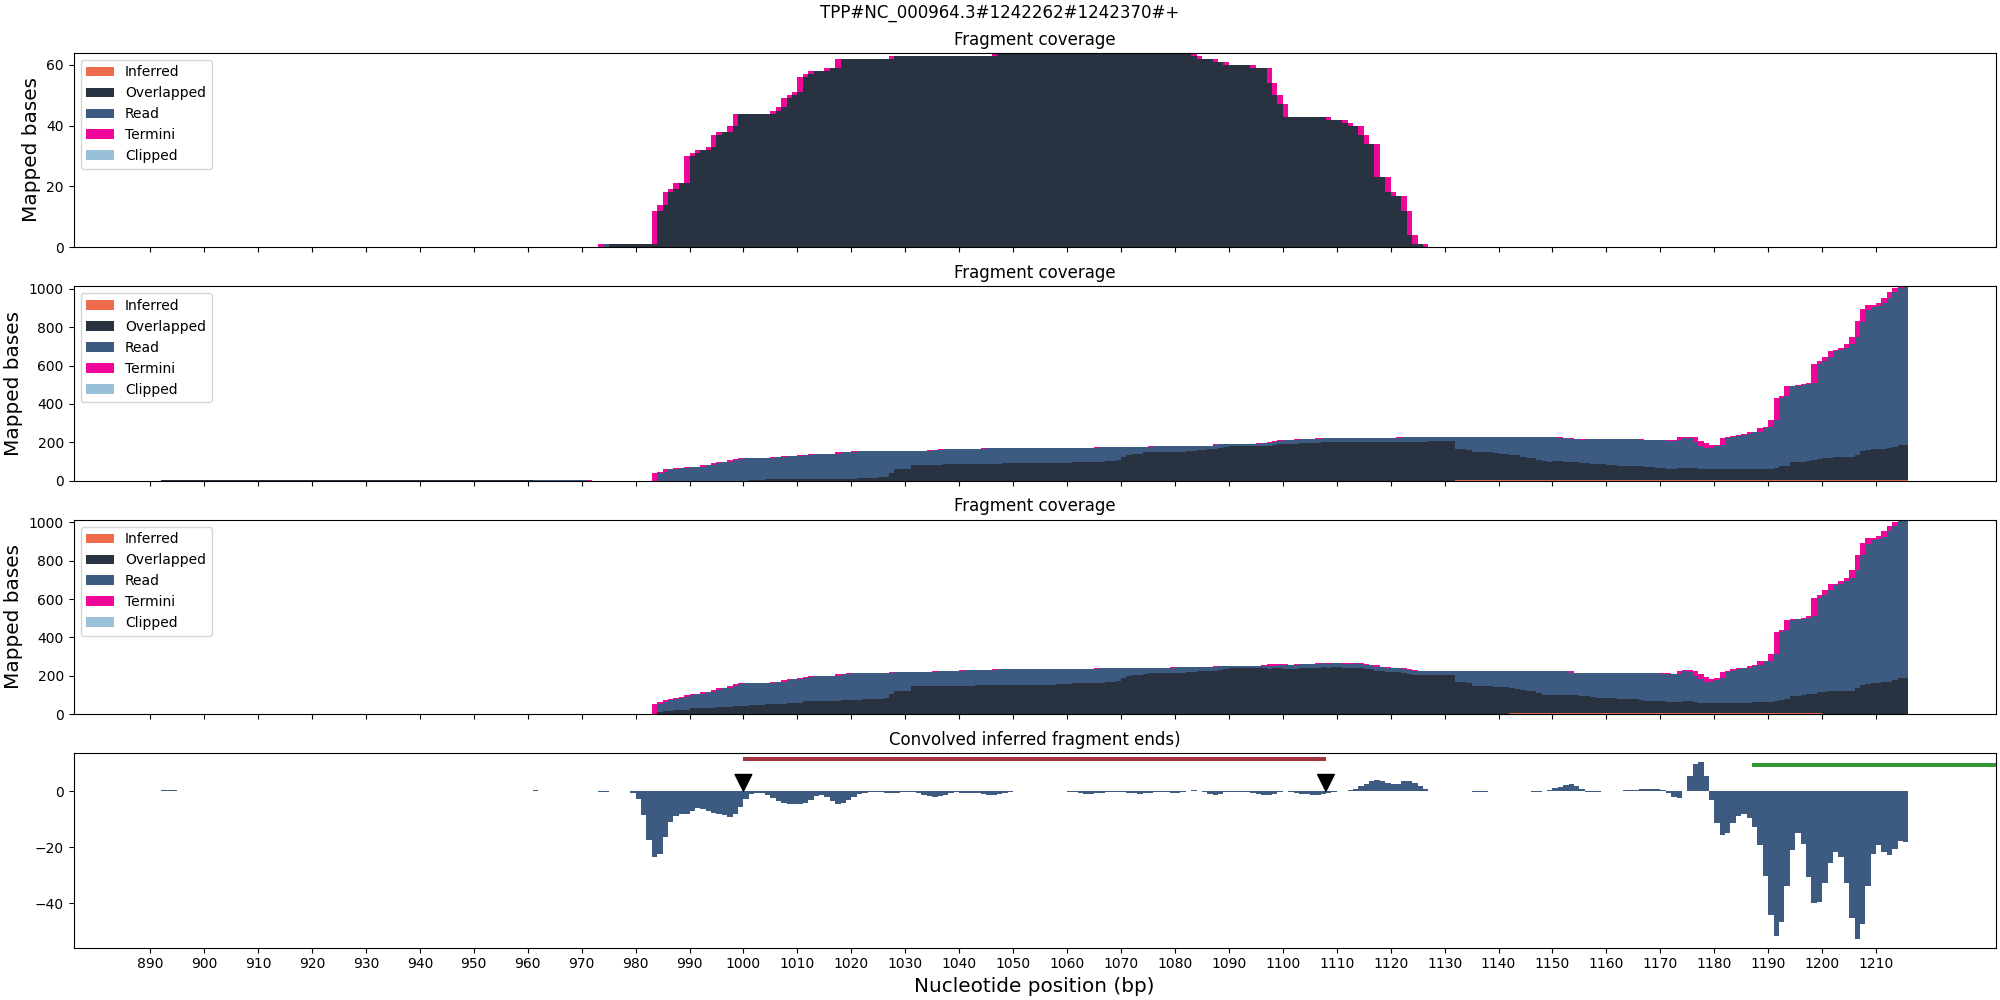 TPP#NC_000964.3#1242262#1242370#+
Fragment coverage
Mapped bases
60
40
20
0
Inferred
Overlapped
Read
Termini
Clipped
Fragment coverage
Mapped bases
1000
800
600
400
200
0
Inferred
Overlapped
Read
Termini
Clipped
Fragment coverage
Mapped bases
1000
800
600
400
200
0
Inferred
Overlapped
Read
Termini
Clipped
Convolved inferred fragment ends)
0
−20
−40
890 900 910 920 930 940 950 960 970 980 990 1000 1010 1020 1030 1040 1050 1060 1070 1080 1090 1100 1110 1120 1130 1140 1150 1160 1170 1180 1190 1200 1210
Nucleotide position (bp)